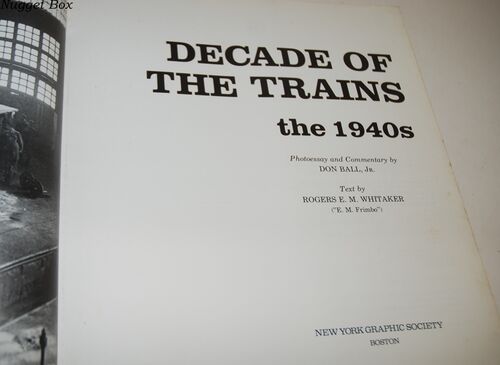 Nugget Box
DECADE OF
THE TRAINS
the 1940s
Photoessay and Commentary by
DON BALL, JR.
Text by
ROGERS E. M. WHITAKER
("E. M. Frimbo")
NEW YORK GRAPHIC SOCIETY
BOSTON